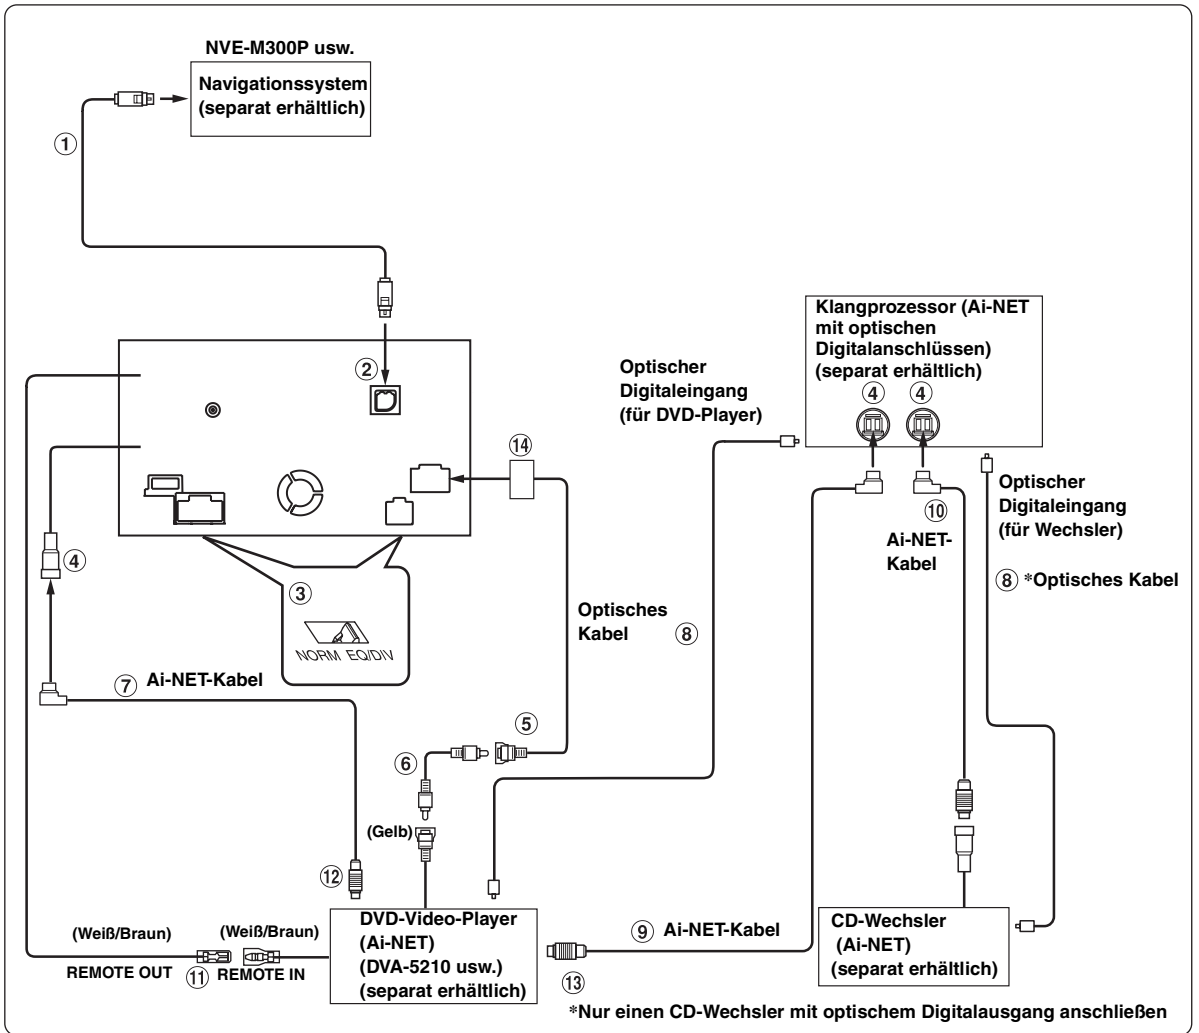 NVE-M300P usw.
Navigationssystem
(separat erhältlich)
①
②
Klangprozessor (Ai-NET
mit optischen
Digitalanschlüssen)
(separat erhältlich)
④ ④
Optischer
Digitaleingang
(für DVD-Player)
⑭
④
③
NORM EQ/DIV
⑩
Ai-NET-
Kabel
Optischer
Digitaleingang
(für Wechsler)
⑧ *Optisches Kabel
Optisches
Kabel ⑧
⑦ Ai-NET-Kabel
⑤
⑥
(Gelb)
⑫
DVD-Video-Player
(Ai-NET)
(DVA-5210 usw.)
(separat erhältlich)
(Weiß/Braun) (Weiß/Braun)
REMOTE OUT ⑪ REMOTE IN
⑨ Ai-NET-Kabel
⑬
CD-Wechsler
(Ai-NET)
(separat erhältlich)
*Nur einen CD-Wechsler mit optischem Digitalausgang anschließen